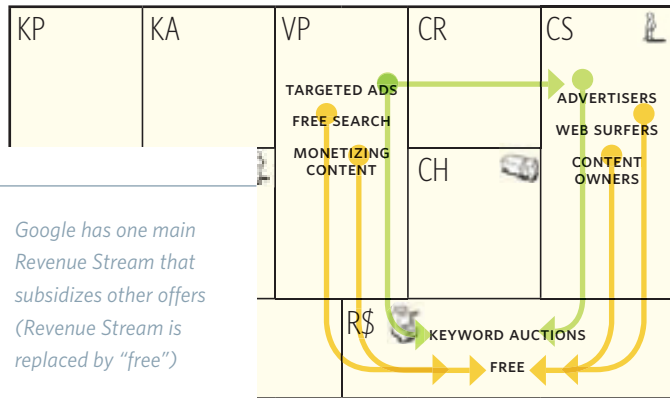 KP
KA
VP
CR
CS
TARGETED ADS
FREE SEARCH
MONETIZING
CONTENT
ADVERTISERS
WEB SURFERS
CONTENT
OWNERS
CH
Google has one main
Revenue Stream that
subsidizes other offers
(Revenue Stream is
replaced by “free”)
R$
KEYWORD AUCTIONS
FREE